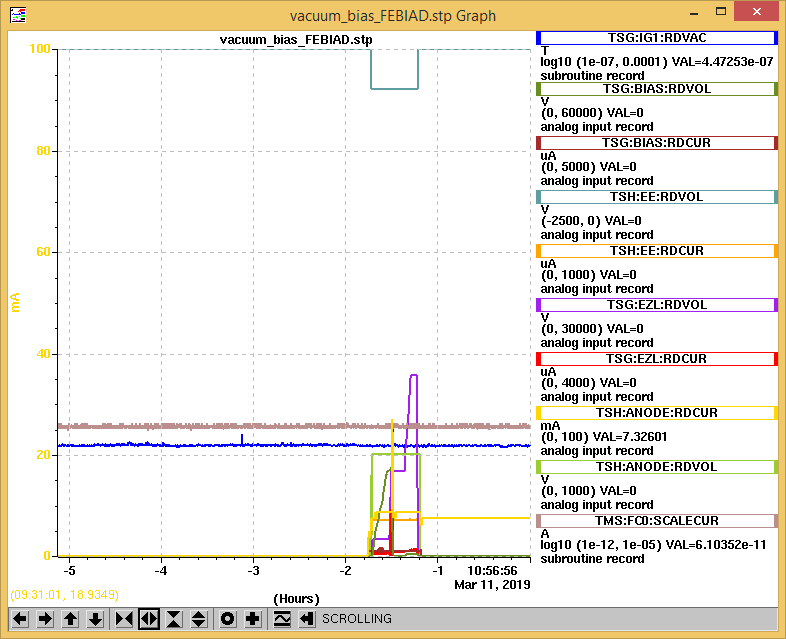 vacuum_bias_FEBIAD.stp Graph
vacuum_bias_FEBIAD.stp
100
80
60
40
20
0
mA
-5
-4
-3
-2
-1
10:56:56
Mar 11, 2019
(Hours)
(09:31:01, 18.9349)
TSG:IG1:RDVAC
T
log10 (1e-07, 0.0001) VAL=4.47253e-07
subroutine record
TSG:BIAS:RDVOL
V
(0, 60000) VAL=0
analog input record
TSG:BIAS:RDCUR
uA
(0, 5000) VAL=0
analog input record
TSH:EE:RDVOL
V
(-2500, 0) VAL=0
analog input record
TSH:EE:RDCUR
uA
(0, 1000) VAL=0
analog input record
TSG:EZL:RDVOL
V
(0, 30000) VAL=0
analog input record
TSG:EZL:RDCUR
uA
(0, 4000) VAL=0
analog input record
TSH:ANODE:RDCUR
mA
(0, 100) VAL=7.32601
analog input record
TSH:ANODE:RDVOL
V
(0, 1000) VAL=0
analog input record
TMS:FC0:SCALECUR
A
log10 (1e-12, 1e-05) VAL=6.10352e-11
subroutine record
SCROLLING